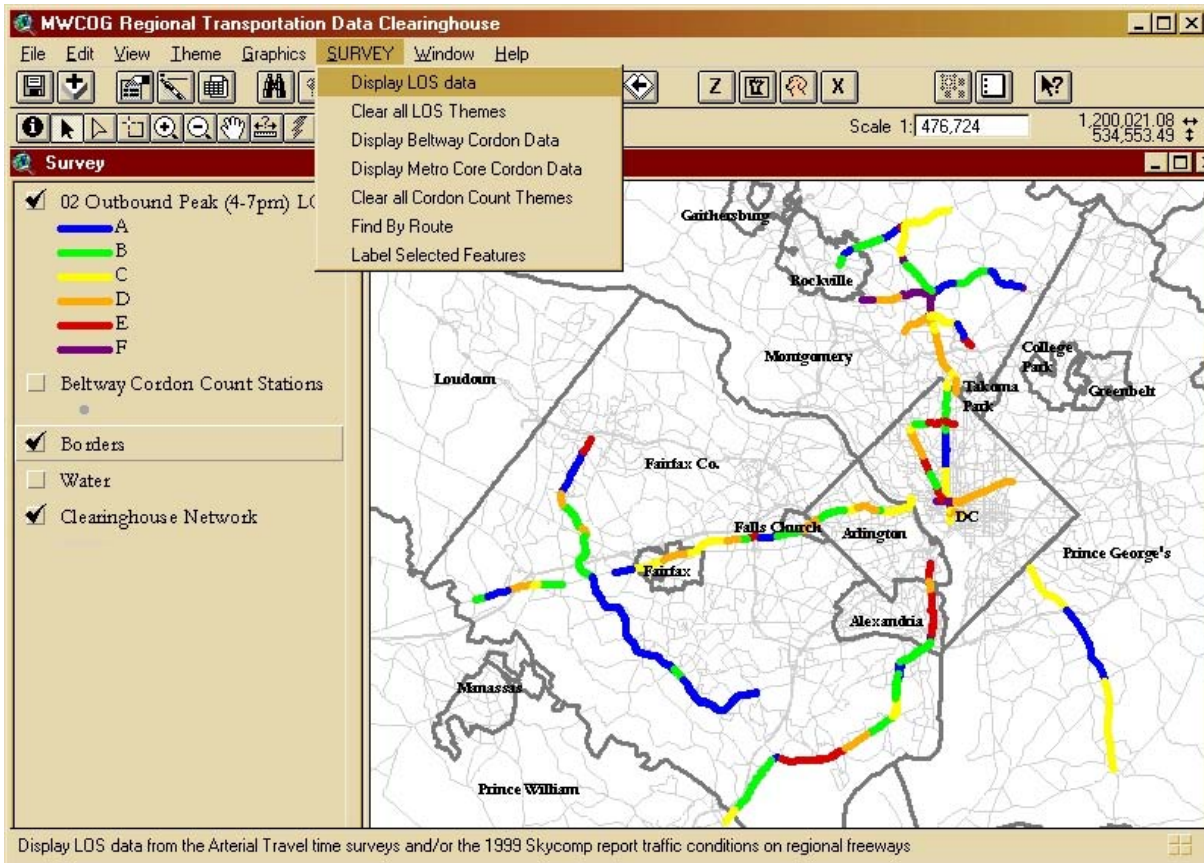 MWCOG Regional Transportation Data Clearinghouse
File Edit View Theme Graphics SURVEY Window Help
Z X
Scale 1: 476,724
1,200,021.08
534,553.49
Display LOS data
Clear all LOS Themes
Display Beltway Cordon Data
Display Metro Core Cordon Data
Clear all Cordon Count Themes
Find By Route
Label Selected Features
Survey
02 Outbound Peak (4-7pm)
A
B
C
D
E
F
Beltway Cordon Count Stations
Borders
Water
Clearinghouse Network
Gaithersburg
Rockville
Montgomery
College
Park
Greenbelt
Takoma
Park
Loudoun
Fairfax Co.
Falls Church
Arlington
DC
Prince George's
Fairfax
Alexandria
Manassas
Prince William
Display LOS data from the Arterial Travel time surveys and/or the 1999 Skycomp report traffic conditions on regional freeways